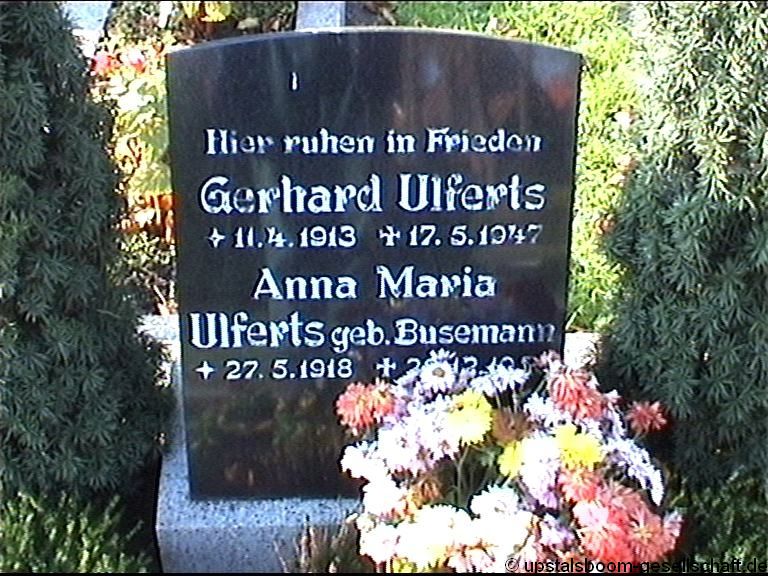 Hier ruhen in Frieden
Gerhard Ulferts
✦ 11.4.1913 ✝ 17.5.1947
Anna Maria
Ulferts geb. Busemann
✦ 27.5.1918 ✝
© upstalsboom-gesellschaft.de